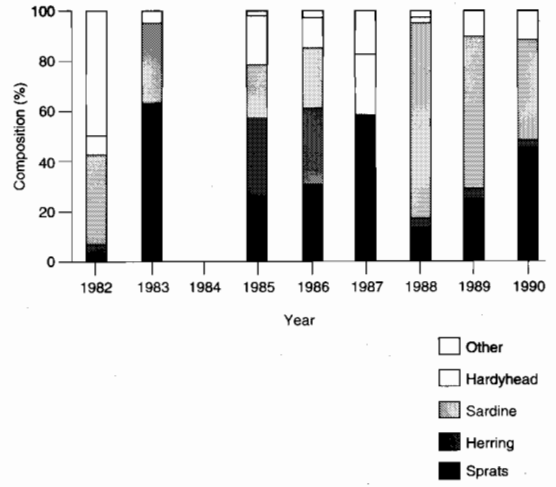 Composition (%)
100
80
60
40
20
0
1982 1983 1984 1985 1986 1987 1988 1989 1990
Year
Other
Hardyhead
Sardine
Herring
Sprats